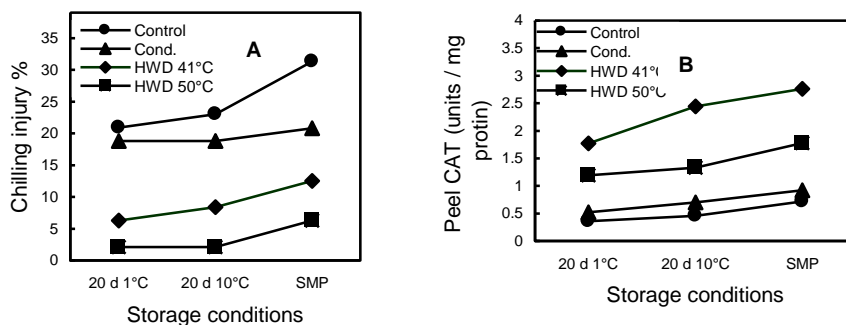 Control
Cond.
HWD 41°C
HWD 50°C
A
35
30
25
20
15
10
5
0
Chilling injury %
20 d 1°C 20 d 10°C SMP
Storage conditions
Control
Cond.
HWD 41°C
HWD 50°C
B
4
3.5
3
2.5
2
1.5
1
0.5
0
Peel CAT (units / mg
protin)
20 d 1°C 20 d 10°C SMP
Storage conditions